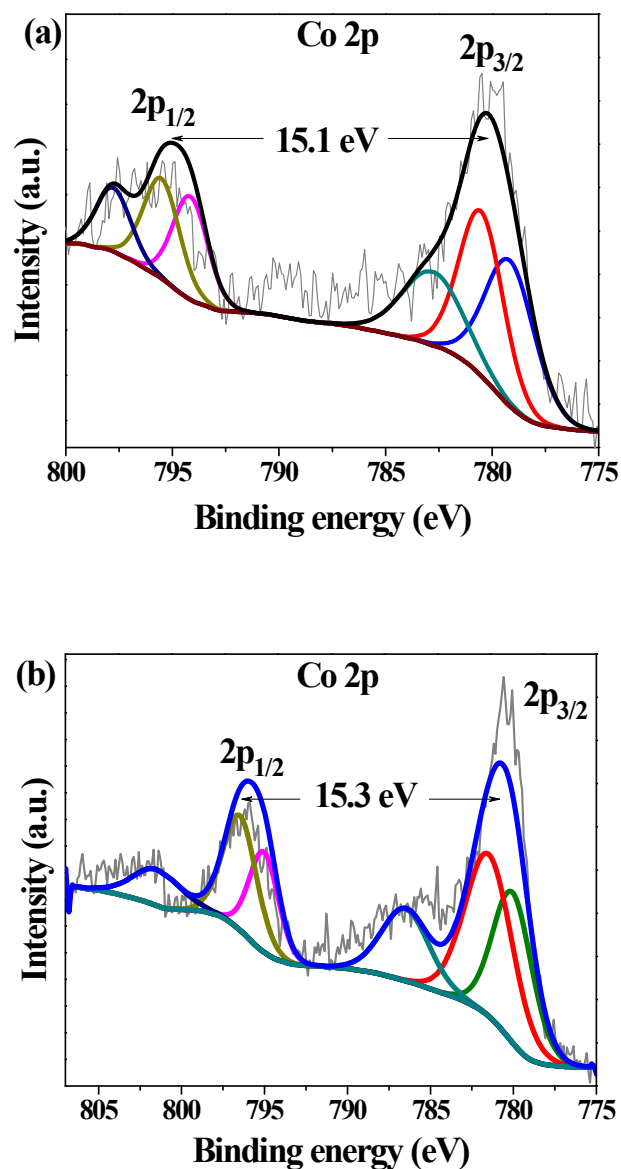 (a)
Co 2p
2p3/2
2p1/2
15.1 eV
Intensity (a.u.)
800 795 790 785 780 775
Binding energy (eV)
(b)
Co 2p
2p3/2
2p1/2
15.3 eV
Intensity (a.u.)
805 800 795 790 785 780 775
Binding energy (eV)